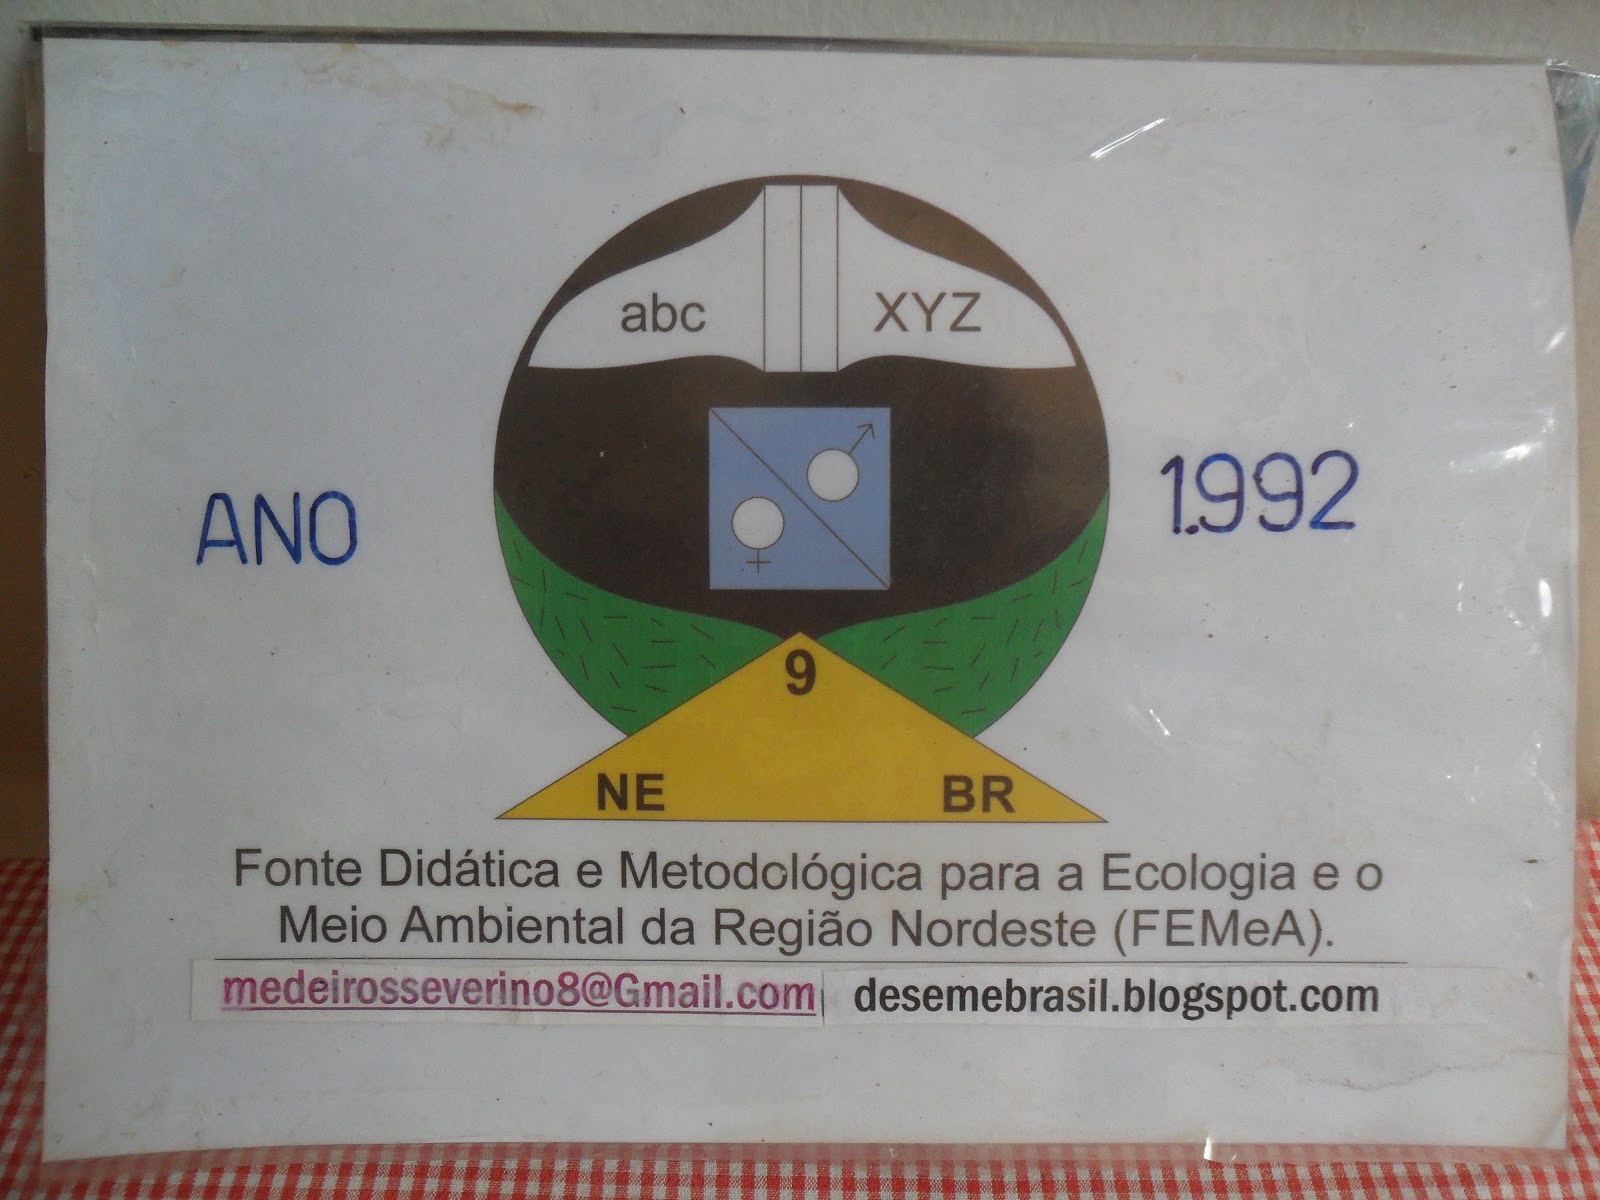 abc XYZ
ANO 1.992
9
NE BR
Fonte Didática e Metodológica para a Ecologia e o
Meio Ambiental da Região Nordeste (FEMeA).
medeirosseverino8@Gmail.com desemebrasil.blogspot.com